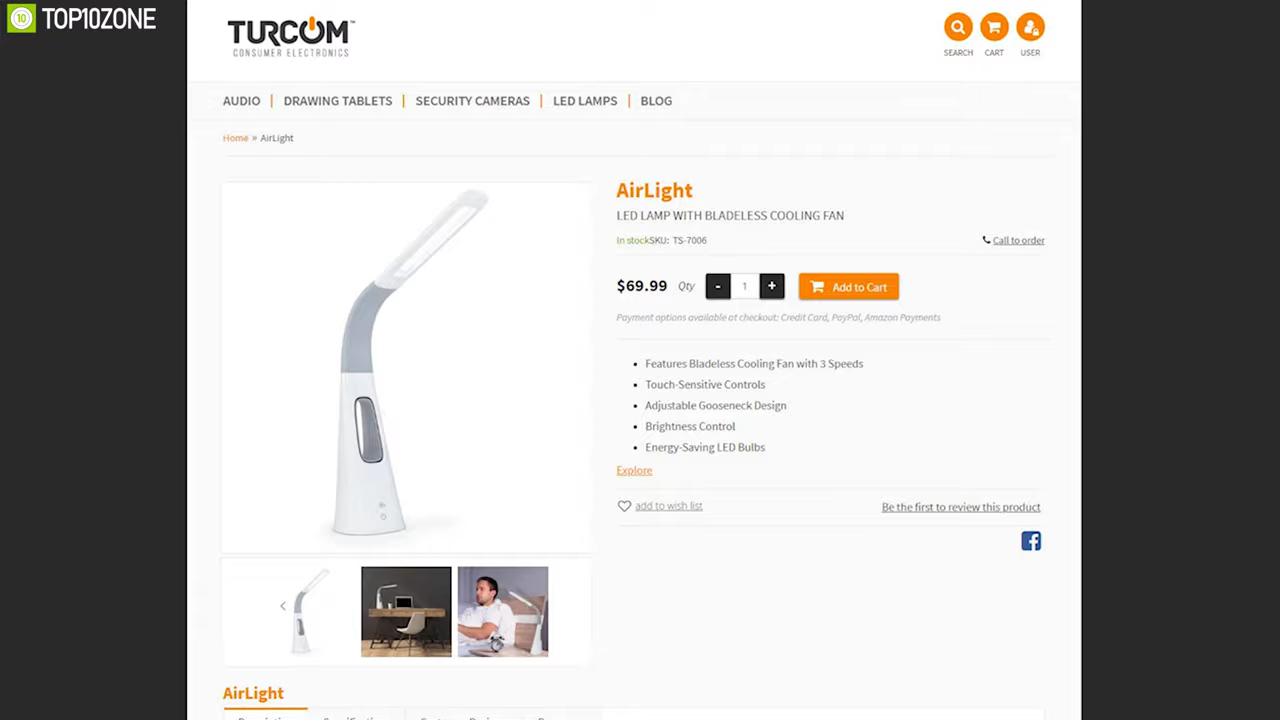 TOP10ZONE
TURCOM™
CONSUMER ELECTRONICS
SEARCH CART USER
AUDIO | DRAWING TABLETS | SECURITY CAMERAS | LED LAMPS | BLOG
Home » AirLight
AirLight
LED LAMP WITH BLADELESS COOLING FAN
In stockSKU: TS-7006 Call to order
$69.99 Qty - 1 + Add to Cart
Payment options available at checkout: Credit Card, PayPal, Amazon Payments
• Features Bladeless Cooling Fan with 3 Speeds
• Touch-Sensitive Controls
• Adjustable Gooseneck Design
• Brightness Control
• Energy-Saving LED Bulbs
Explore
add to wish list Be the first to review this product
AirLight